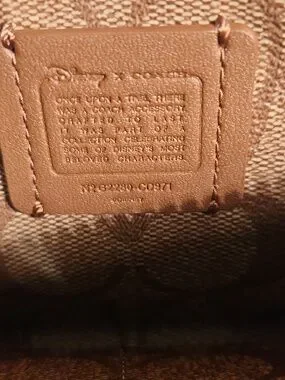 Disney X COACH
ONCE UPON A TIME, THERE
WAS A COACH ACCESSORY
CRAFTED TO LAST.
IT WAS PART OF A
COLLECTION CELEBRATING
SOME OF DISNEY'S MOST
BELOVED CHARACTERS.
C0971